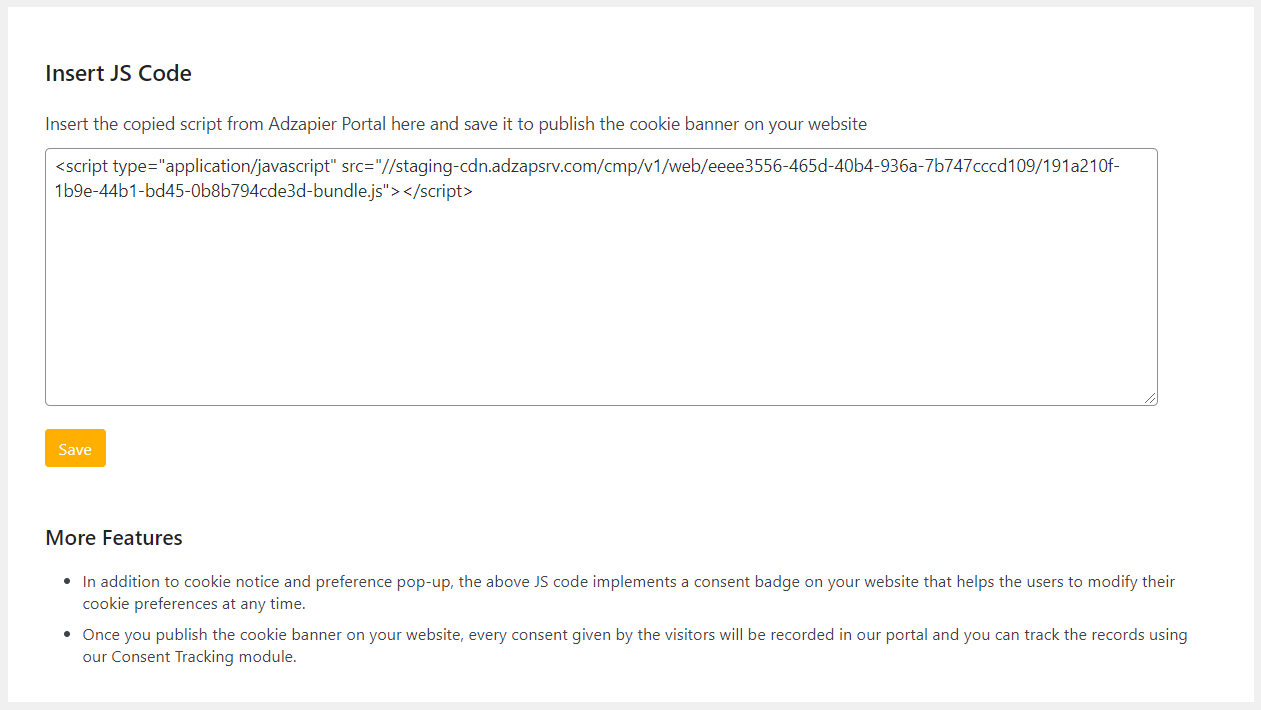 Insert JS Code
Insert the copied script from Adzapier Portal here and save it to publish the cookie banner on your website
<script type="application/javascript" src="//staging-cdn.adzapsrv.com/cmp/v1/web/eeee3556-465d-40b4-936a-7b747cccd109/191a210f-
1b9e-44b1-bd45-0b8b794cde3d-bundle.js"></script>
Save
More Features
In addition to cookie notice and preference pop-up, the above JS code implements a consent badge on your website that helps the users to modify their
cookie preferences at any time.
Once you publish the cookie banner on your website, every consent given by the visitors will be recorded in our portal and you can track the records using
our Consent Tracking module.